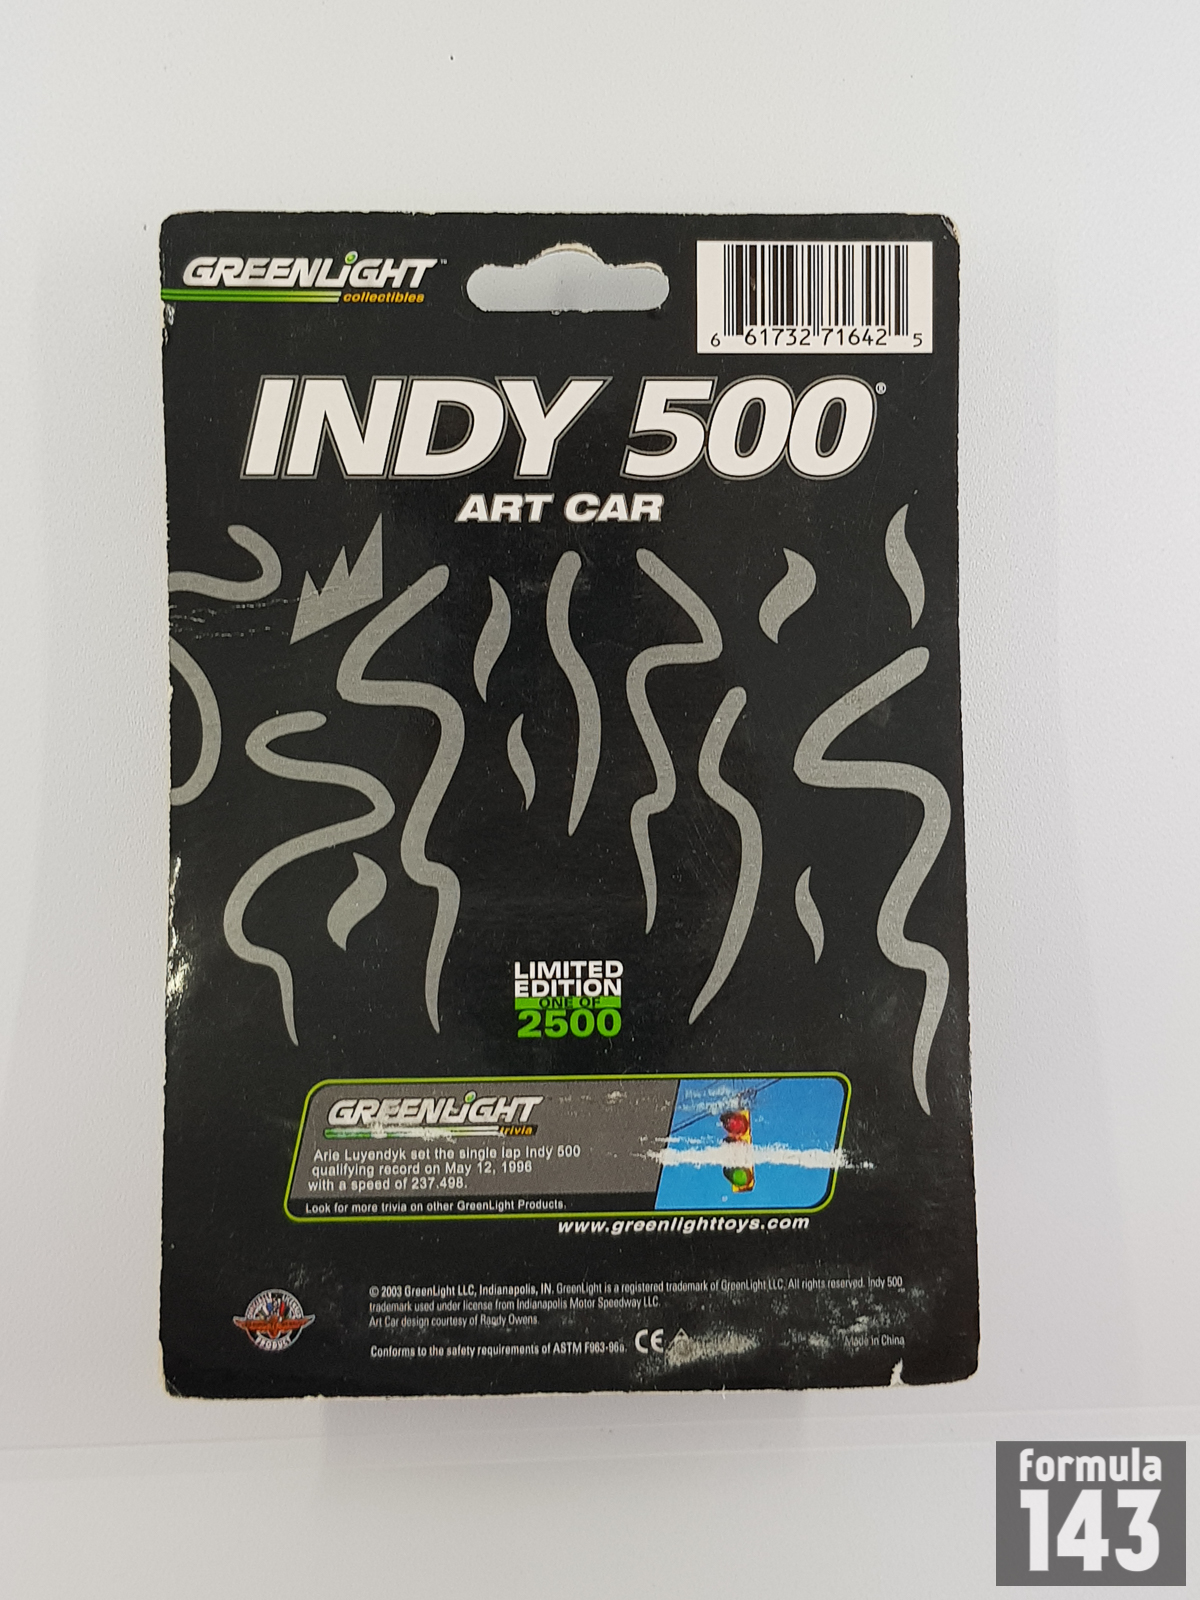 GREENLIGHT™
collectibles
6 61732 71642 5
INDY 500®
ART CAR
LIMITED
EDITION
ONE OF
2500
GREENLIGHT
trivia
Arie Luyendyk set the single lap Indy 500
qualifying record on May 12, 1996
with a speed of 237.498.
Look for more trivia on other GreenLight Products.
www.greenlighttoys.com
© 2003 GreenLight LLC, Indianapolis, IN. GreenLight is a registered trademark of GreenLight LLC. All rights reserved. Indy 500
trademark used under license from Indianapolis Motor Speedway LLC.
Art Car design courtesy of Randy Owens.
Conforms to the safety requirements of ASTM F963-96a. CE
Made in China
PRODUCT
formula
143